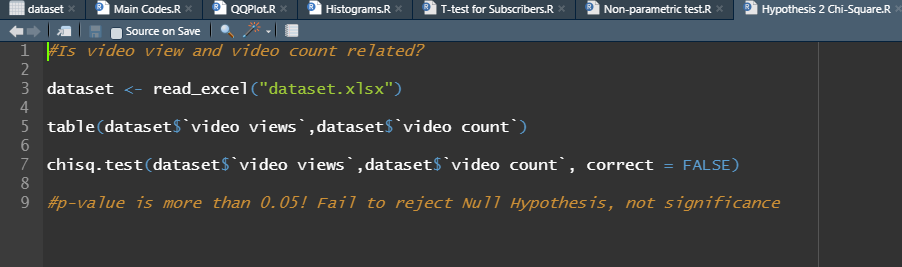 dataset Main Codes.R QQPlot.R Histograms.R T-test for Subscribers.R Non-parametric test.R Hypothesis 2 Chi-Square.R
Source on Save
1 #Is video view and video count related?
2
3 dataset <- read_excel("dataset.xlsx")
4
5 table(dataset$`video views`,dataset$`video count`)
6
7 chisq.test(dataset$`video views`,dataset$`video count`, correct = FALSE)
8
9 #p-value is more than 0.05! Fail to reject Null Hypothesis, not significance